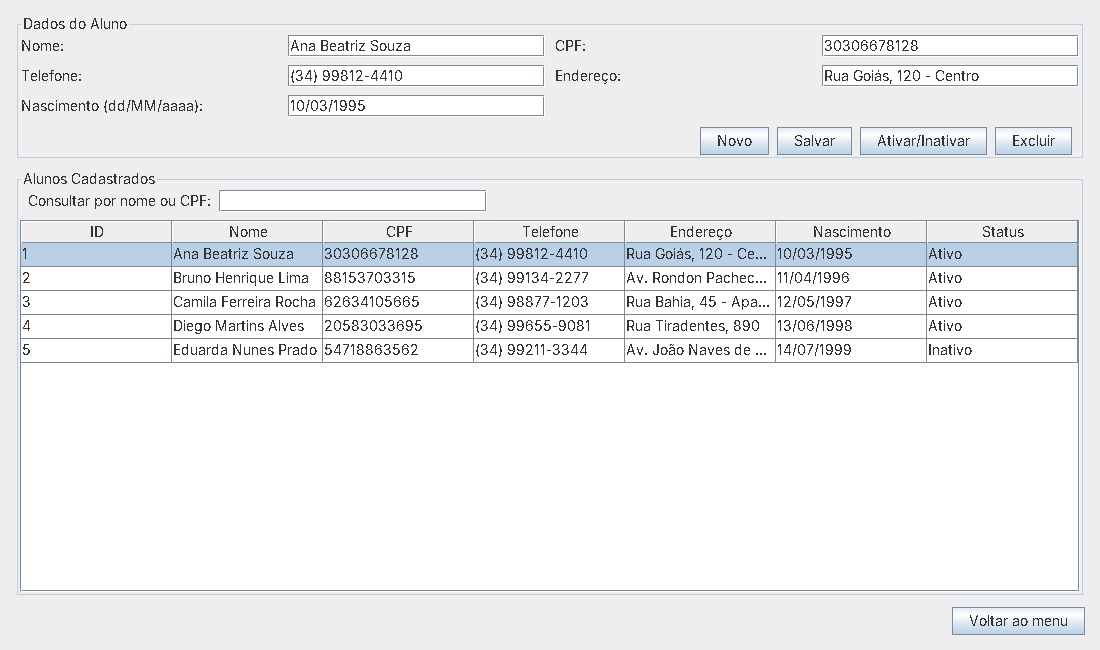 Dados do Aluno
Nome: Ana Beatriz Souza CPF: 30306678128
Telefone: (34) 99812-4410 Endereço: Rua Goiás, 120 - Centro
Nascimento (dd/MM/aaaa): 10/03/1995
Novo Salvar Ativar/Inativar Excluir
Alunos Cadastrados
Consultar por nome ou CPF:
ID Nome CPF Telefone Endereço Nascimento Status
1 Ana Beatriz Souza 30306678128 (34) 99812-4410 Rua Goiás, 120 - Ce... 10/03/1995 Ativo
2 Bruno Henrique Lima 88153703315 (34) 99134-2277 Av. Rondon Pachec... 11/04/1996 Ativo
3 Camila Ferreira Rocha 62634105665 (34) 98877-1203 Rua Bahia, 45 - Apa... 12/05/1997 Ativo
4 Diego Martins Alves 20583033695 (34) 99655-9081 Rua Tiradentes, 890 13/06/1998 Ativo
5 Eduarda Nunes Prado 54718863562 (34) 99211-3344 Av. João Naves de ... 14/07/1999 Inativo
Voltar ao menu